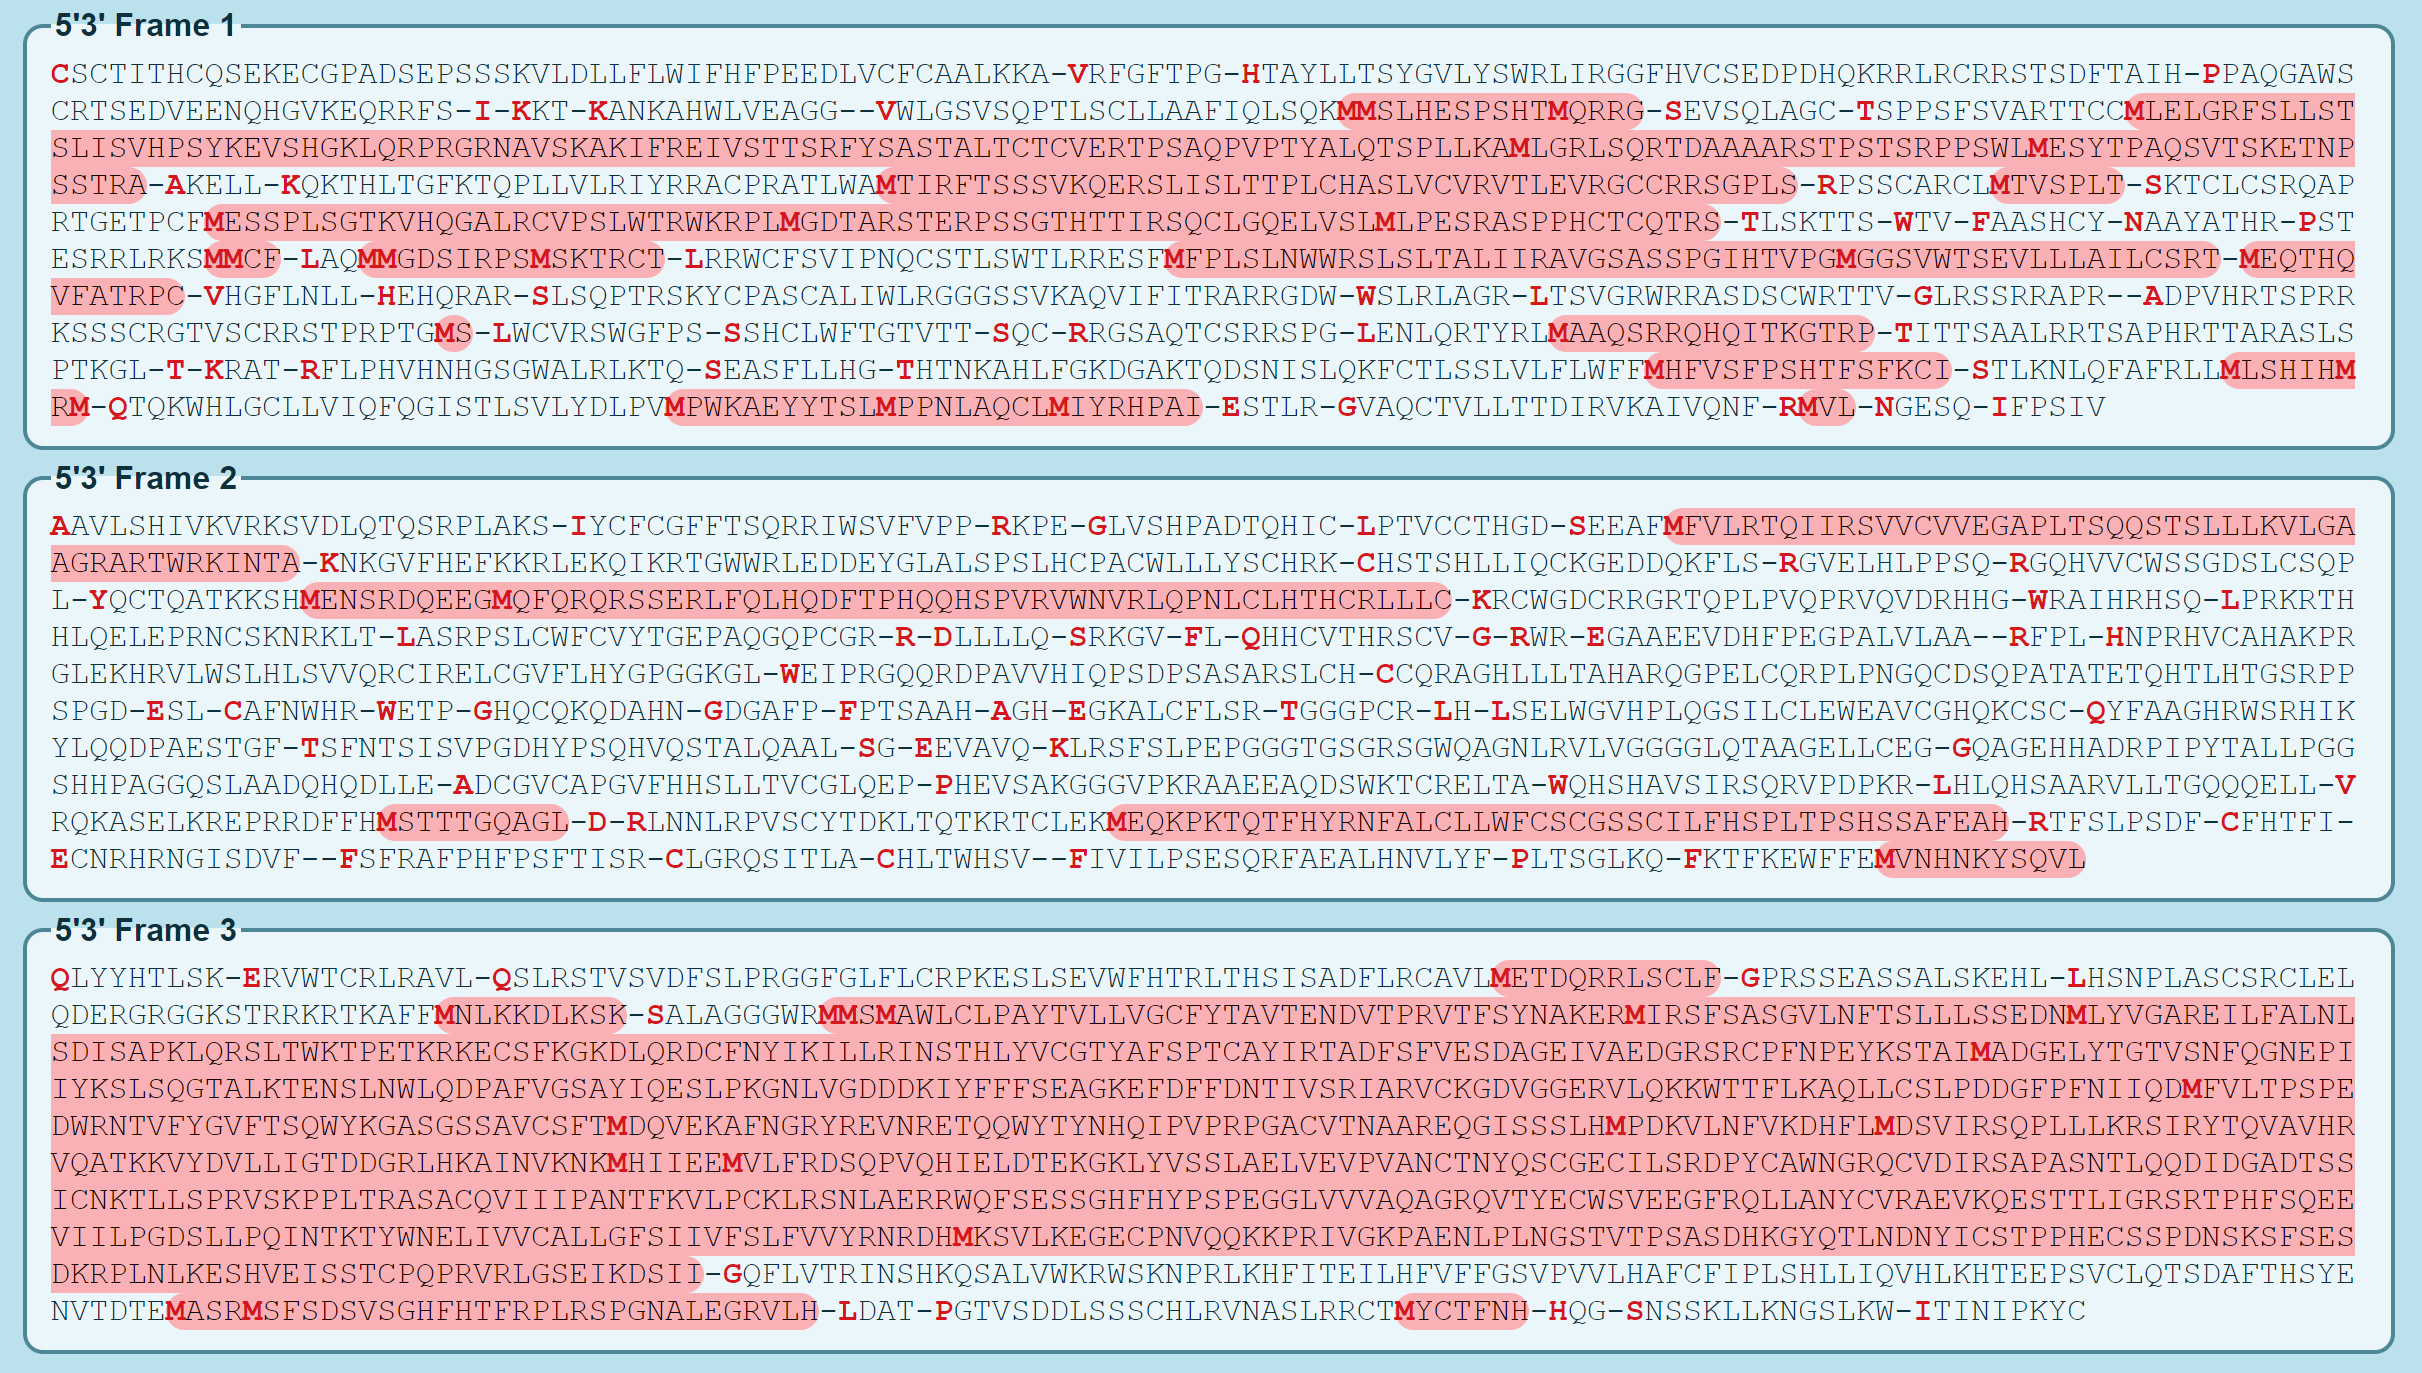 5'3' Frame 1
CSCTITHCQSEKECGPADSEPSSSKVLDLLFLWIFHFPEEDLVCFCAALKKA-VRFGFTPG-HTAYLLTSYGVLYSWRLIRGGFHVCSEDPDHQKRRLRCRRSTSDFTAIH-PPAQGAWS
CRTSEDVEENQHGVKEQRRFS-I-KKT-KANKAHWLVEAGG--VWLGSVSQPTLSCLLAAFIQLSQKMMSLHESPSHTMQRRG-SEVSQLAGC-TSPPSFSVARTTCCMLELGRFSLLST
SLISVHPSYKEVSHGKLQRPRGRNAVSKAKIFREIVSTTSRFYSASTALTCTCVERTPSAQPVPTYALQTSPLLKAMLGRLSQRTDAAAARSTPSTSRPPSWLMESYTPAQSVTSKETNP
SSTRA-AKELL-KQKTHLTGFKTQPLLVLRIYRRACPRATLWAMTIRFTSSSVKQERSLISLTTPLCHASLVCVRVTLEVRGCCRRSGPLS-RPSSCARCLMTVSPLT-SKTCLCSRQAP
RTGETPCFMESSPLSGTKVHQGALRCVPSLWTRWKRPLMGDTARSTERPSSGTHTTIRSQCLGQELVSLMLPESRASPPHCTCQTRS-TLSKTTS-WTV-FAASHCY-NAAYATHR-PST
ESRRLRKSMMCF-LAQMMGDSIRPSMSKTRCT-LRRWCFSVIPNQCSTLSWTLRRESFMFPLSLNWWRSLSLTALIIRAVGSASSPGIHTVPGMGGSVWTSEVLLLAILCSRT-MEQTHQ
VFATRPC-VHGFLNLL-HEHQRAR-SLSQPTRSKYCPASCALIWLRGGGSSVKAQVIFITRARRGDW-WSLRLAGR-LTSVGRWRRASDSCWRTTV-GLRSSRRAPR--ADPVHRTSPRR
KSSSCRGTVSCRRSTPRPTGMS-LWCVRSWGFPS-SSHCLWFTGTVTT-SQC-RRGSAQTCSRRSPG-LENLQRTYRLMAAQSRRQHQITKGTRP-TITTSAALRRTSAPHRTTARASLS
PTKGL-T-KRAT-RFLPHVHNHGSGWALRLKTQ-SEASFLLHG-THTNKAHLFGKDGAKTQDSNISLQKFCTLSSLVLFLWFFMHFVSFPSHTFSFKCI-STLKNLQFAFRLLMLSHIHM
RM-QTQKWHLGCLLVIQFQGISTLSVLYDLPVMPWKAEYYTSLMPPNLAQCLMIYRHPAI-ESTLR-GVAQCTVLLTTDIRVKAIVQNF-RMVL-NGESQ-IFPSIV
5'3' Frame 2
AAVLSHIVKVRKSVDLQTQSRPLAKS-IYCFCGFFTSQRRIWSVFVPP-RKPE-GLVSHPADTQHIC-LPTVCCTHGD-SEEAFMFVLRTQIIRSVVCVVEGAPLTSQQSTSLLLKVLGA
AGRARTWRKINTA-KNKGVFHEFKKRLEKQIKRTGWWRLEDDEYGLALSPSLHCPACWLLLYSCHRK-CHSTSHLLIQCKGEDDQKFLS-RGVELHLPPSQ-RGQHVVCWSSGDSLCSQP
L-YQCTQATKKSHMENSRDQEEGMQFQRQRSSERLFQLHQDFTPHQQHSPVRVWNVRLQPNLCLHTHCRLLLC-KRCWGDCRRGRTQPLPVQPRVQVDRHHG-WRAIHRHSQ-LPRKRTH
HLQELEPRNCSKNRKLT-LASRPSLCWFCVYTGEPAQGQPCGR-R-DLLLLQ-SRKGV-FL-QHHCVTHRSCV-G-RWR-EGAAEEVDHFPEGPALVLAA--RFPL-HNPRHVCAHAKPR
GLEKHRVLWSLHLSVVQRCIRELCGVFLHYGPGGKGL-WEIPRGQQRDPAVVHIQPSDPSASARSLCH-CCQRAGHLLLTAHARQGPELCQRPLPNGQCDSQPATATETQHTLHTGSRPP
SPGD-ESL-CAFNWHR-WETP-GHQCQKQDAHN-GDGAFP-FPTSAAH-AGH-EGKALCFLSR-TGGGPCR-LH-LSELWGVHPLQGSILCLEWEAVCGHQKCSC-QYFAAGHRWSRHIK
YLQQDPAESTGF-TSFNTSISVPGDHYPSQHVQSTALQAAL-SG-EEVAVQ-KLRSFSLPEPGGGTGSGRSGWQAGNLRVLVGGGGLQTAAGELLCEG-GQAGEHHADRPIPYTALLPGG
SHHPAGGQSLAADQHQDLLE-ADCGVCAPGVFHHSLLTVCGLQEP-PHEVSAKGGGVPKRAAEEAQDSWKTCRELTA-WQHSHAVSIRSQRVPDPKR-LHLQHSAARVLLTGQQQELL-V
RQKASELKREPRRDFFHMSTTTGQAGL-D-RLNNLRPVSCYTDKLTQTKRTCLEKMEQKPKTQTFHYRNFALCLLWFCSCGSSCILFHSPLTPSHSSAFEAH-RTFSLPSDF-CFHTFI-
ECNRHRNGISDVF--FSFRAFPHFPSFTISR-CLGRQSITLA-CHLTWHSV--FIVILPSESQRFAEALHNVLYF-PLTSGLKQ-FKTFKEWFFEMVNHNKYSQVL
5'3' Frame 3
QLYYHTLSK-ERVWTCRLRAVL-QSLRSTVSVDFSLPRGGFGLFLCRPKESLSEVWFHTRLTHSISADFLRCAVLMETDQRRLSCLF-GPRSSEASSALSKEHL-LHSNPLASCSRCLEL
QDERGRGGKSTRRKRTKAFFMNLKKDLKSK-SALAGGGWRMMSMAWLCLPAYTVLLVGCFYTAVTENDVTPRVTFSYNAKERMIRSFSASGVLNFTSLLLSSEDNMLYVGAREILFALNL
SDISAPKLQRSLTWKTPETKRKECSFKGKDLQRDCFNYIKILLRINSTHLYVCGTYAFSPTCAYIRTADFSFVESDAGEIVAEDGRSRCPFNPEYKSTAIMADGELYTGTVSNFQGNEPI
IYKSLSQGTALKTENSLNWLQDPAFVGSAYIQESLPKGNLVGDDDKIYFFFSEAGKEFDFFDNTIVSRIARVCKGDVGGERVLQKKWTTFLKAQLLCSLPDDGFPFNIIQDMFVLTPSPE
DWRNTVFYGVFTSQWYKGASGSSAVCSFTMDQVEKAFNGRYREVNRETQQWYTYNHQIPVPRPGACVTNAAREQGISSSLHMPDKVLNFVKDHFLMDSVIRSQPLLLKRSIRYTQVAVHR
VQATKKVYDVLLIGTDDGRLHKAINVKNKMHIIEEMVLFRDSQPVQHIELDTEKGKLYVSSLAELVEVPVANCTNYQSCGECILSRDPYCAWNGRQCVDIRSAPASNTLQQDIDGADTSS
ICNKTLLSPRVSKPPLTRASACQVIIIPANTFKVLPCKLRSNLAERRWQFSESSGHFHYPSPEGGLVVVAQAGRQVTYECWSVEEGFRQLLANYCVRAEVKQESTTLIGRSRTPHFSQEE
VIILPGDSLLPQINTKTYWNELIVVCALLGFSIIVFSLFVVYRNRDHMKSVLKEGECPNVQQKKPRIVGKPAENLPLNGSTVTPSASDHKGYQTLNDNYICSTPPHECSSPDNSKSFSES
DKRPLNLKESHVEISSTCPQPRVRLGSEIKDSII-GQFLVTRINSHKQSALVWKRWSKNPRLKHFITEILHFVFFGSVPVVLHAFCFIPLSHLLIQVHLKHTEEPSVCLQTSDAFTHSYE
NVTDTEMASRMSFSDSVSGHFHTFRPLRSPGNALEGRVLH-LDAT-PGTVSDDLSSSCHLRVNASLRRCTMYCTFNH-HQG-SNSSKLLKNGSLKW-ITINIPKYC